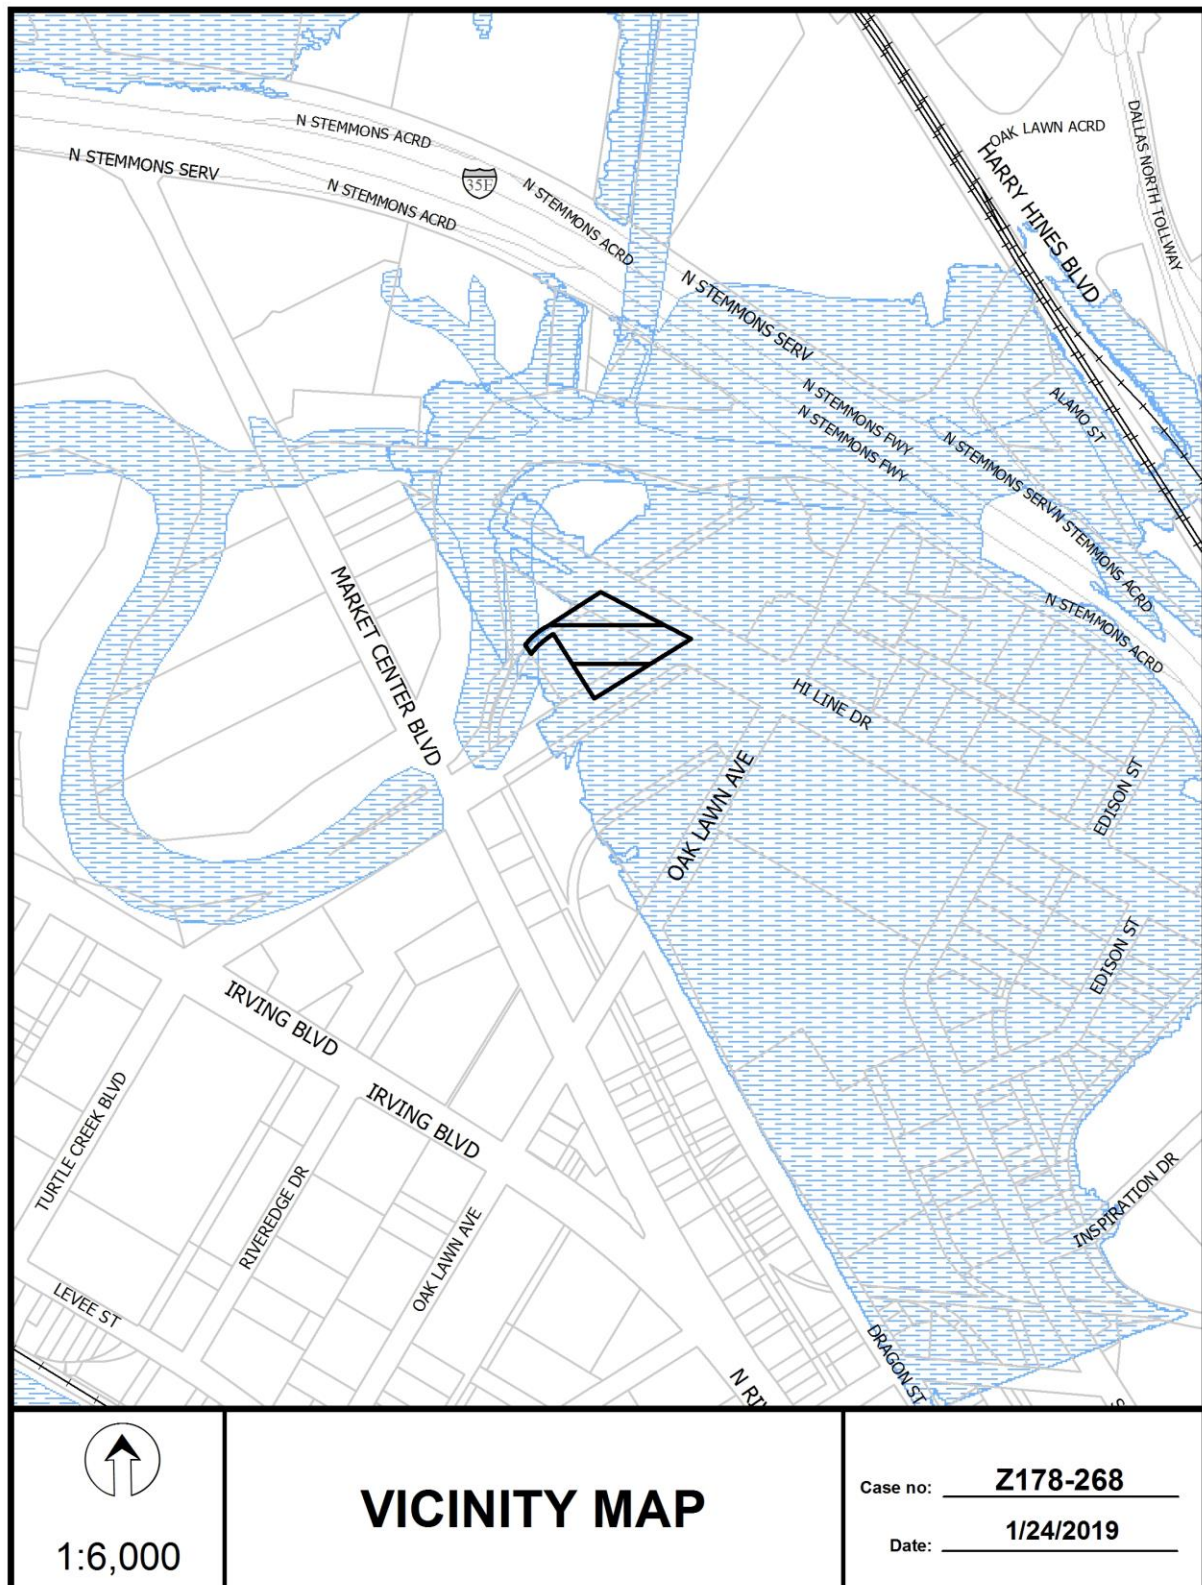 N STEMMONS ACRD
OAK LAWN ACRD
DALLAS NORTH TOLLWAY
N STEMMONS SERV
35E
N STEMMONS ACRD
N STEMMONS ACRD
HARRY HINES BLVD
N STEMMONS SERV
N STEMMONS FWY
N STEMMONS FWY
ALAMO ST
N STEMMONS SERV
N STEMMONS ACRD
N STEMMONS ACRD
MARKET CENTER BLVD
HI LINE DR
OAK LAWN AVE
EDISON ST
EDISON ST
IRVING BLVD
IRVING BLVD
TURTLE CREEK BLVD
RIVEREDGE DR
OAK LAWN AVE
INSPIRATION DR
LEVEE ST
DRAGON ST
N RI
1:6,000
VICINITY MAP
Case no: Z178-268
Date: 1/24/2019